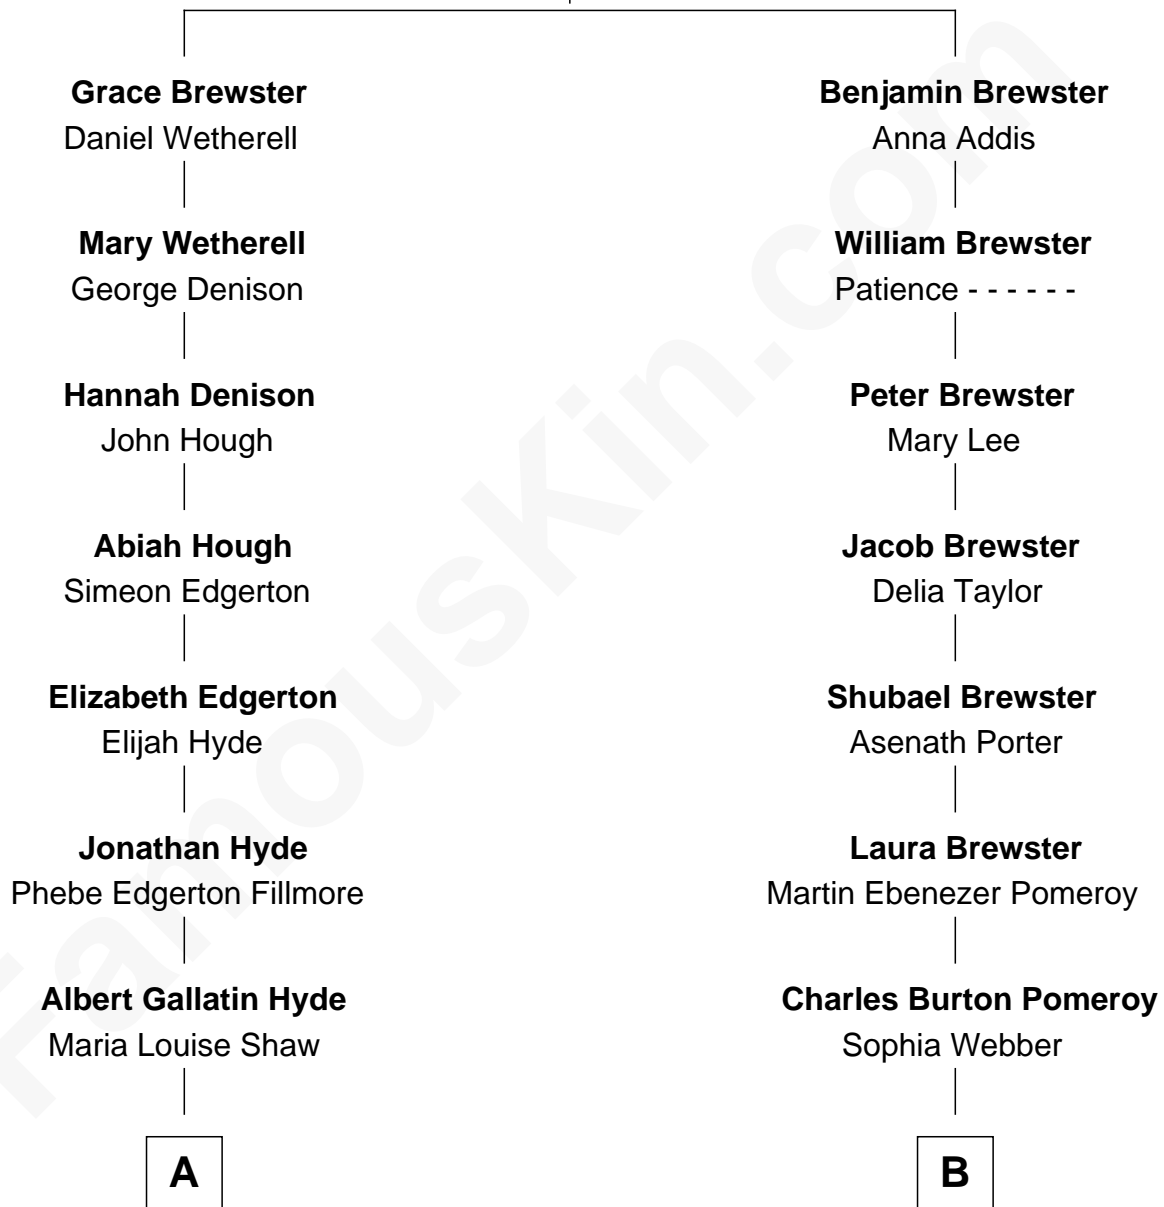 Grace Brewster
Daniel Wetherell
Mary Wetherell
George Denison
Hannah Denison
John Hough
Abiah Hough
Simeon Edgerton
Elizabeth Edgerton
Elijah Hyde
Jonathan Hyde
Phebe Edgerton Fillmore
Albert Gallatin Hyde
Maria Louise Shaw
A
Benjamin Brewster
Anna Addis
William Brewster
Patience - - - - - -
Peter Brewster
Mary Lee
Jacob Brewster
Delia Taylor
Shubael Brewster
Asenath Porter
Laura Brewster
Martin Ebenezer Pomeroy
Charles Burton Pomeroy
Sophia Webber
B
FamousKin.com